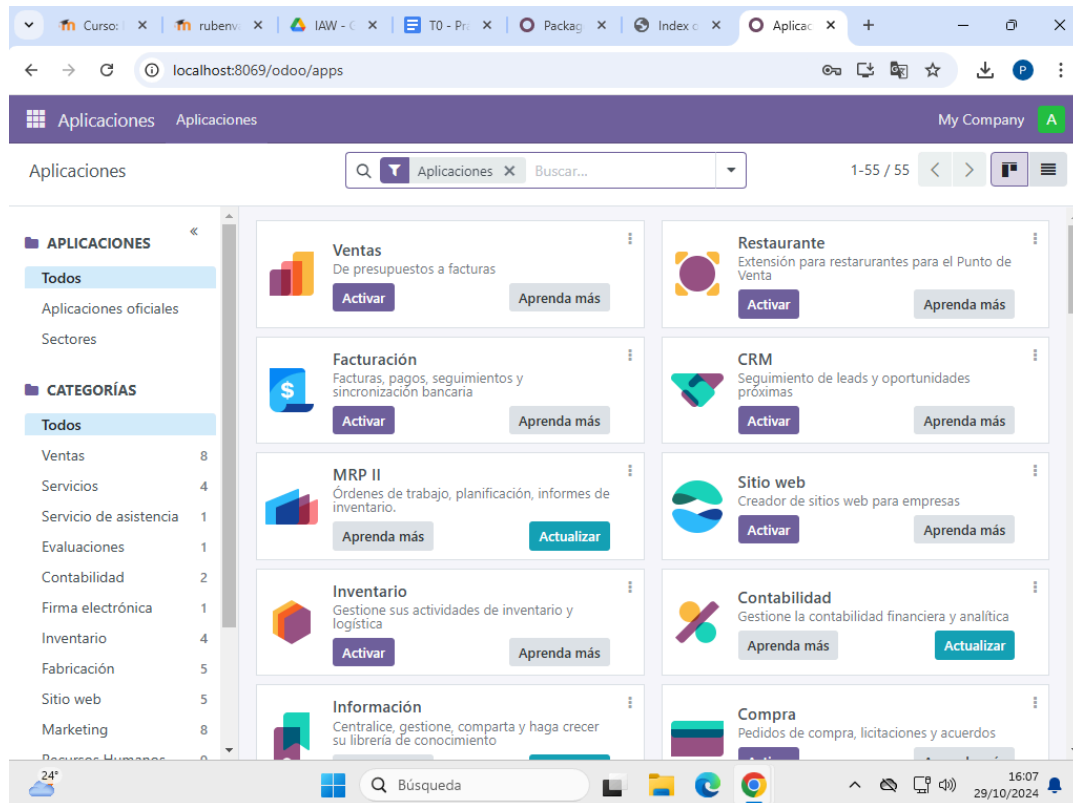 Curso:
rubenv
IAW - C
T0 - Pra
Packag
Index o
Aplicac
localhost:8069/odoo/apps
P
Aplicaciones
Aplicaciones
My Company
A
Aplicaciones
Aplicaciones
Buscar...
1-55 / 55
APLICACIONES
Todos
Aplicaciones oficiales
Sectores
CATEGORÍAS
Todos
Ventas 8
Servicios 4
Servicio de asistencia 1
Evaluaciones 1
Contabilidad 2
Firma electrónica 1
Inventario 4
Fabricación 5
Sitio web 5
Marketing 8
Recursos Humanos
Ventas
De presupuestos a facturas
Activar
Aprenda más
Restaurante
Extensión para restarurantes para el Punto de
Venta
Activar
Aprenda más
Facturación
Facturas, pagos, seguimientos y
sincronización bancaria
Activar
Aprenda más
CRM
Seguimiento de leads y oportunidades
próximas
Activar
Aprenda más
MRP II
Órdenes de trabajo, planificación, informes de
inventario.
Aprenda más
Actualizar
Sitio web
Creador de sitios web para empresas
Activar
Aprenda más
Inventario
Gestione sus actividades de inventario y
logística
Activar
Aprenda más
Contabilidad
Gestione la contabilidad financiera y analítica
Aprenda más
Actualizar
Información
Centralice, gestione, comparta y haga crecer
su librería de conocimiento
Compra
Pedidos de compra, licitaciones y acuerdos
24°
Búsqueda
16:07
29/10/2024